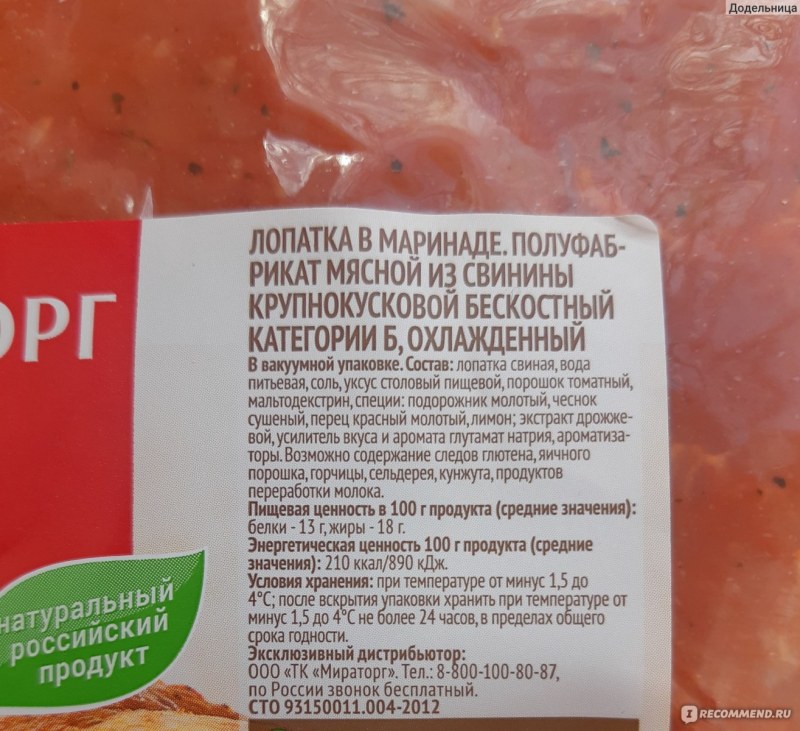 Додельница
ЛОПАТКА В МАРИНАДЕ. ПОЛУФАБ-
РИКАТ МЯСНОЙ ИЗ СВИНИНЫ
КРУПНОКУСКОВОЙ БЕСКОСТНЫЙ
КАТЕГОРИИ Б, ОХЛАЖДЕННЫЙ
ОРГ
В вакуумной упаковке. Состав: лопатка свиная, вода
питьевая, соль, уксус столовый пищевой, порошок томатный,
мальтодекстрин, специи: подорожник молотый, чеснок
сушеный, перец красный молотый, лимон; экстракт дрожже-
вой, усилитель вкуса и аромата глутамат натрия, ароматиза-
торы. Возможно содержание следов глютена, яичного
порошка, горчицы, сельдерея, кунжута, продуктов
переработки молока.
Пищевая ценность в 100 г продукта (средние значения):
белки - 13 г, жиры - 18 г.
Энергетическая ценность 100 г продукта (средние
значения): 210 ккал/890 кДж.
Условия хранения: при температуре от минус 1,5 до
4°С; после вскрытия упаковки хранить при температуре от
минус 1,5 до 4°С не более 24 часов, в пределах общего
срока годности.
Эксклюзивный дистрибьютор:
ООО «ТК «Мираторг». Тел.: 8-800-100-80-87,
по России звонок бесплатный.
СТО 93150011.004-2012
натуральный
российский
продукт
IRECOMMEND.RU